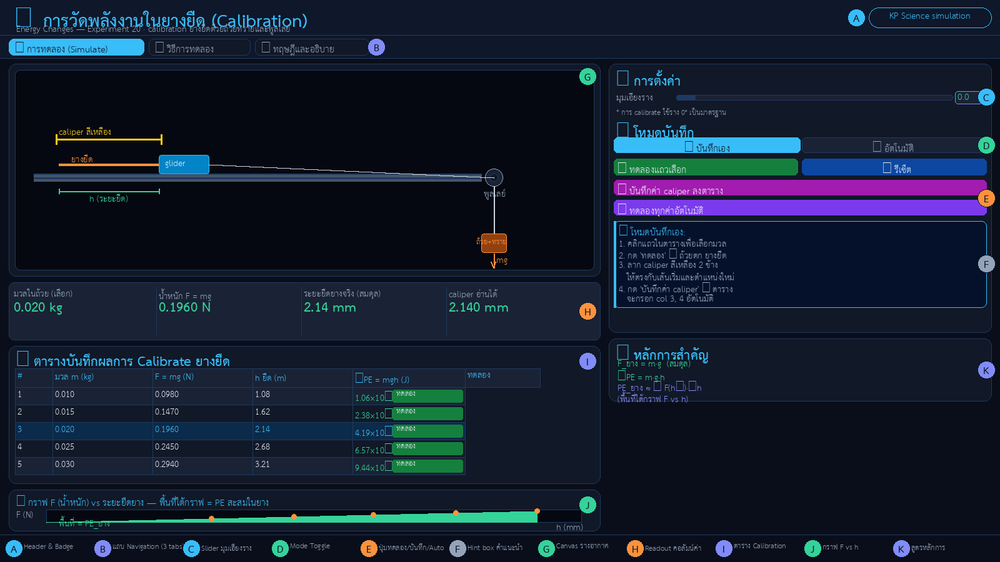 การวัดพลังงานในยางยืด (Calibration)
Energy Changes — Experiment 20 · calibration ยางยืดด้วยถ้วยทรายและพูลเลย์
A
KP Science simulation
การทดลอง (Simulate)
วิธีการทดลอง
ทฤษฎีและอธิบาย
B
G
caliper สีเหลือง
ยางยืด
glider
h (ระยะยืด)
พูลเลย์
ถ้วย+ทราย
mg
การตั้งค่า
มุมเอียงราง
0.0
C
* การ calibrate ใช้ราง 0° เป็นมาตรฐาน
โหมดบันทึก
บันทึกเอง
อัตโนมัติ
D
ทดลองแถวเลือก
รีเซ็ต
บันทึกค่า caliper ลงตาราง
ทดลองทุกค่าอัตโนมัติ
E
โหมดบันทึกเอง:
1. คลิกแถวในตารางเพื่อเลือกมวล
2. กด 'ทดลอง' ถ้วยตก ยางยืด
3. ลาก caliper สีเหลือง 2 ข้าง
ให้ตรงกับเส้นเริ่มและตำแหน่งใหม่
4. กด 'บันทึกค่า caliper' ตาราง
จะกรอก col 3, 4 อัตโนมัติ
F
มวลในถ้วย (เลือก)
0.020 kg
น้ำหนัก F = mg
0.1960 N
ระยะยืดยางจริง (สมดุล)
2.14 mm
caliper อ่านได้
2.140 mm
H
หลักการสำคัญ
F_ยาง = m·g (สมดุล)
PE = m·g·h
PE_ยาง ≈ F(h)·h
(พื้นที่ใต้กราฟ F vs h)
K
ตารางบันทึกผลการ Calibrate ยางยืด
I
# มวล m (kg) F = mg (N) h ยืด (m) PE = mgh (J) ทดลอง
1 0.010 0.0980 1.08 1.06×10 ทดลอง
2 0.015 0.1470 1.62 2.38×10 ทดลอง
3 0.020 0.1960 2.14 4.19×10 ทดลอง
4 0.025 0.2450 2.68 6.57×10 ทดลอง
5 0.030 0.2940 3.21 9.44×10 ทดลอง
กราฟ F (น้ำหนัก) vs ระยะยืดยาง — พื้นที่ใต้กราฟ = PE สะสมในยาง
J
F (N)
พื้นที่ = PE_ยาง
h (mm)
A Header & Badge
B แถบ Navigation (3 tabs)
C Slider มุมเอียงราง
D Mode Toggle
E ปุ่มทดลอง/บันทึก/Auto
F Hint box คำแนะนำ
G Canvas รางอากาศ
H Readout คอลัมน์ค่า
I ตาราง Calibration
J กราฟ F vs h
K สูตรหลักการ